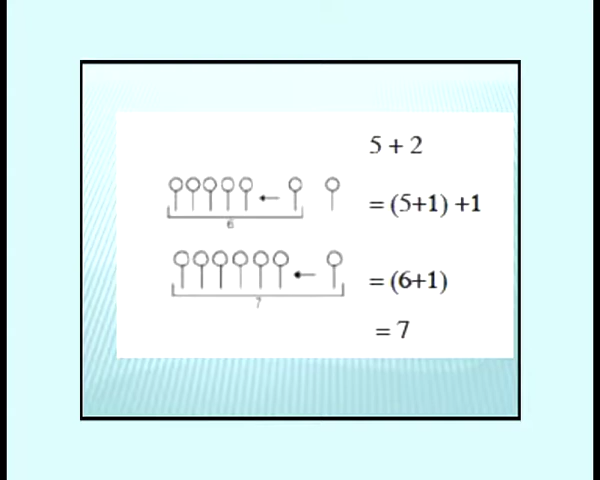 5 + 2
= (5+1) +1
6
= (6+1)
7
= 7